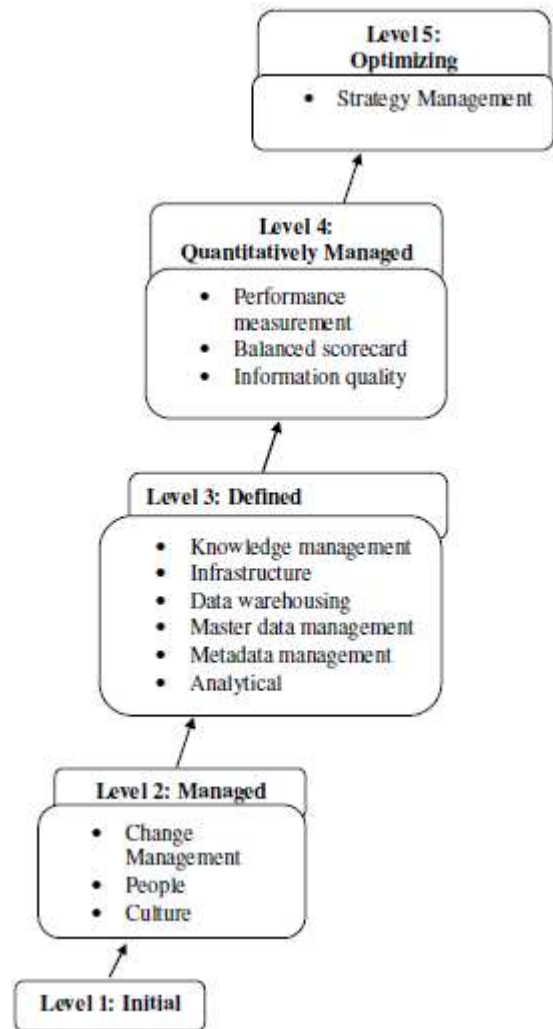 Level 5:
Optimizing
• Strategy Management
Level 4:
Quantitatively Managed
• Performance
measurement
• Balanced scorecard
• Information quality
Level 3: Defined
• Knowledge management
• Infrastructure
• Data warehousing
• Master data management
• Metadata management
• Analytical
Level 2: Managed
• Change
Management
• People
• Culture
Level 1: Initial